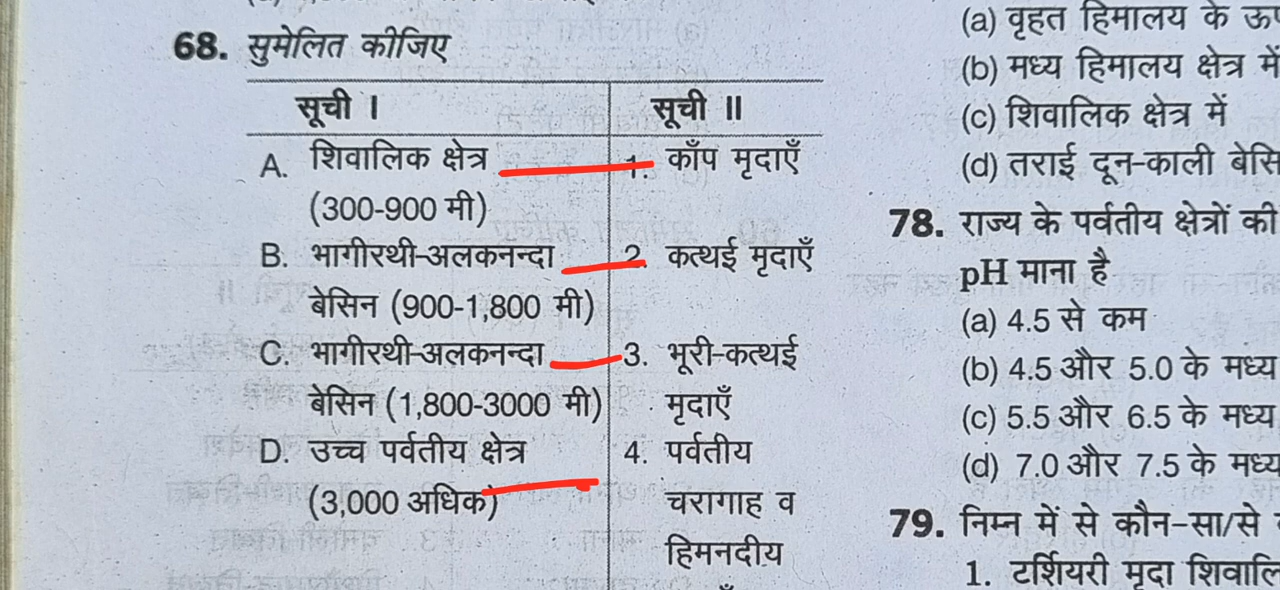 68. सुमेलित कीजिए
सूची I सूची II
A. शिवालिक क्षेत्र 1. काँप मृदाएँ
(300-900 मी)
B. भागीरथी-अलकनन्दा 2. कत्थई मृदाएँ
बेसिन (900-1,800 मी)
C. भागीरथी-अलकनन्दा 3. भूरी-कत्थई
बेसिन (1,800-3000 मी) मृदाएँ
D. उच्च पर्वतीय क्षेत्र 4. पर्वतीय
(3,000 अधिक) चरागाह व
हिमनदीय
(a) वृहत हिमालय के
(b) मध्य हिमालय क्षेत्र में
(c) शिवालिक क्षेत्र में
(d) तराई दून-काली
78. राज्य के पर्वतीय क्षेत्रों की
pH माना है
(a) 4.5 से कम
(b) 4.5 और 5.0 के मध्य
(c) 5.5 और 6.5 के मध्य
(d) 7.0 और 7.5 के मध्य
79. निम्न में से कौन-सा/से
1. टर्शियरी मृदा